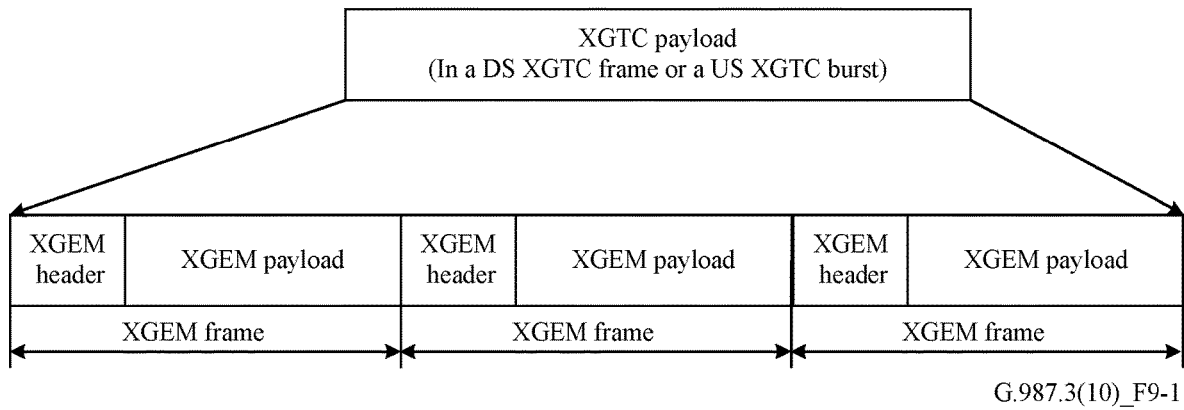 XGTC payload
(In a DS XGTC frame or a US XGTC burst)
XGEM
header
XGEM payload
XGEM
header
XGEM payload
XGEM
header
XGEM payload
XGEM frame
XGEM frame
XGEM frame
G.987.3(10)_F9-1